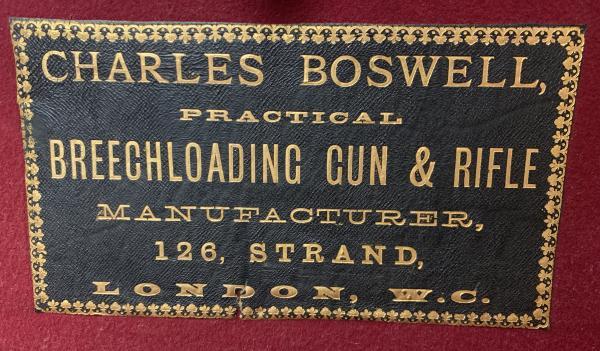 CHARLES BOSWELL,
PRACTICAL
BREECHLOADING GUN & RIFLE
MANUFACTURER,
126, STRAND,
LONDON, W.C.